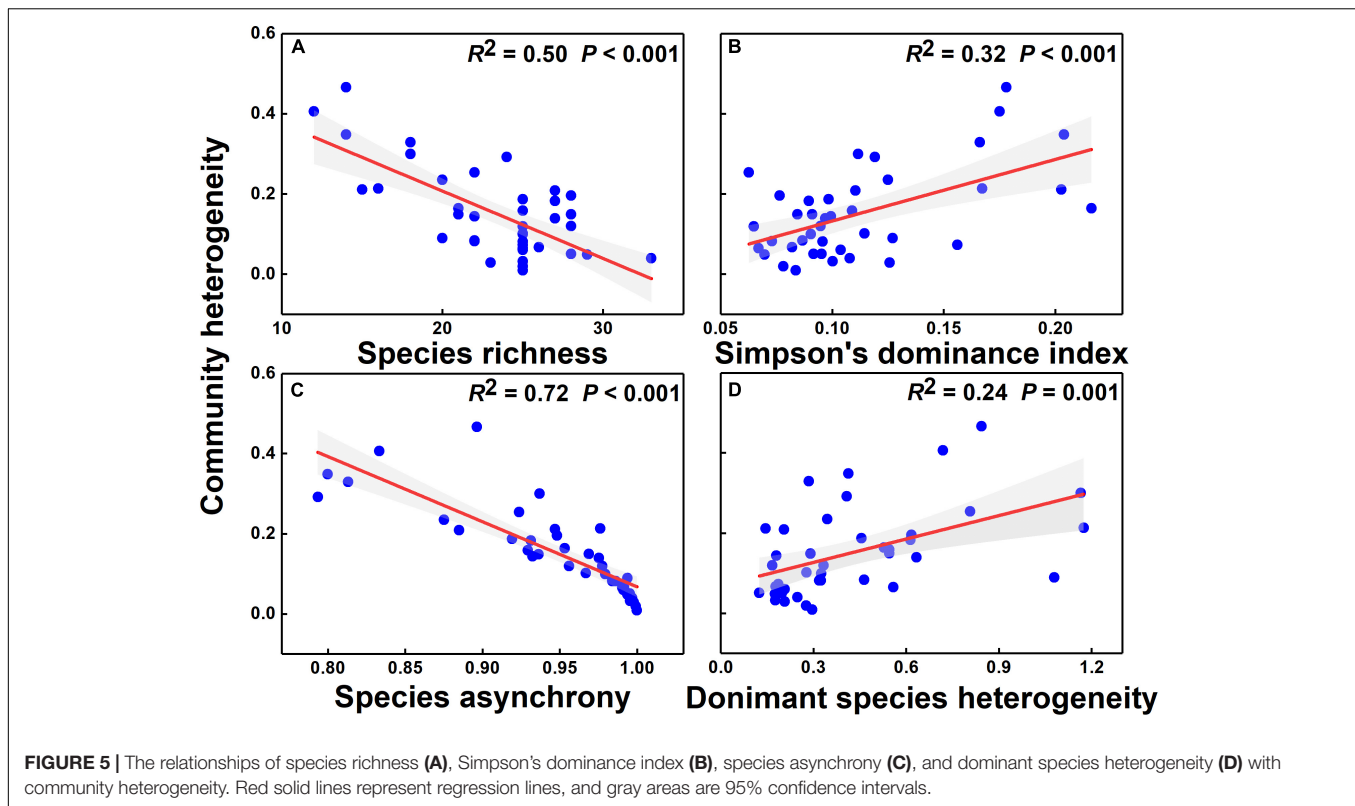 A
R2 = 0.50 P < 0.001
B
R2 = 0.32 P < 0.001
0.6
0.4
0.2
0.0
10 20 30
0.05 0.10 0.15 0.20
Species richness
Simpson's dominance index
Community heterogeneity
C
R2 = 0.72 P < 0.001
D
R2 = 0.24 P = 0.001
0.6
0.4
0.2
0.0
0.80 0.85 0.90 0.95 1.00
0.0 0.3 0.6 0.9 1.2
Species asynchrony
Donimant species heterogeneity
FIGURE 5 | The relationships of species richness (A), Simpson’s dominance index (B), species asynchrony (C), and dominant species heterogeneity (D) with
community heterogeneity. Red solid lines represent regression lines, and gray areas are 95% confidence intervals.